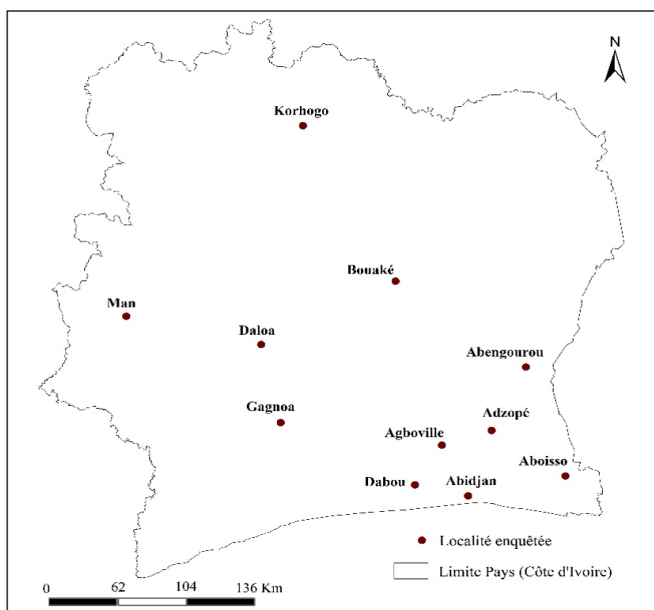 N
Korhogo
Bouaké
Man
Daloa
Abengourou
Gagnoa
Adzopé
Agboville
Aboisso
Dabou
Abidjan
Localité enquêtée
Limite Pays (Côte d'Ivoire)
0 62 104 136 Km